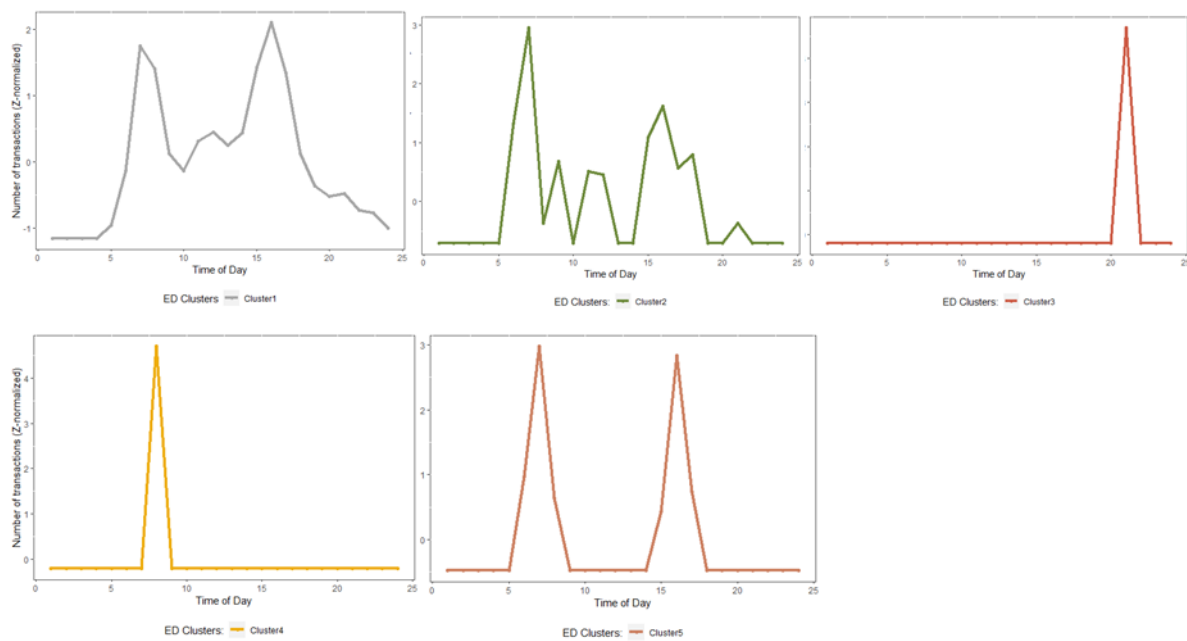 Number of transactions (Z-normalized)
2
1
0
-1
0 5 10 15 20 25
Time of Day
ED Clusters Cluster1
3
2
1
0
0 5 10 15 20 25
Time of Day
ED Clusters: Cluster2
0 5 10 15 20 25
Time of Day
ED Clusters: Cluster3
Number of transactions (Z-normalized)
4
3
2
1
0
0 5 10 15 20 25
Time of Day
ED Clusters: Cluster4
3
2
1
0
0 5 10 15 20 25
Time of Day
ED Clusters: Cluster5